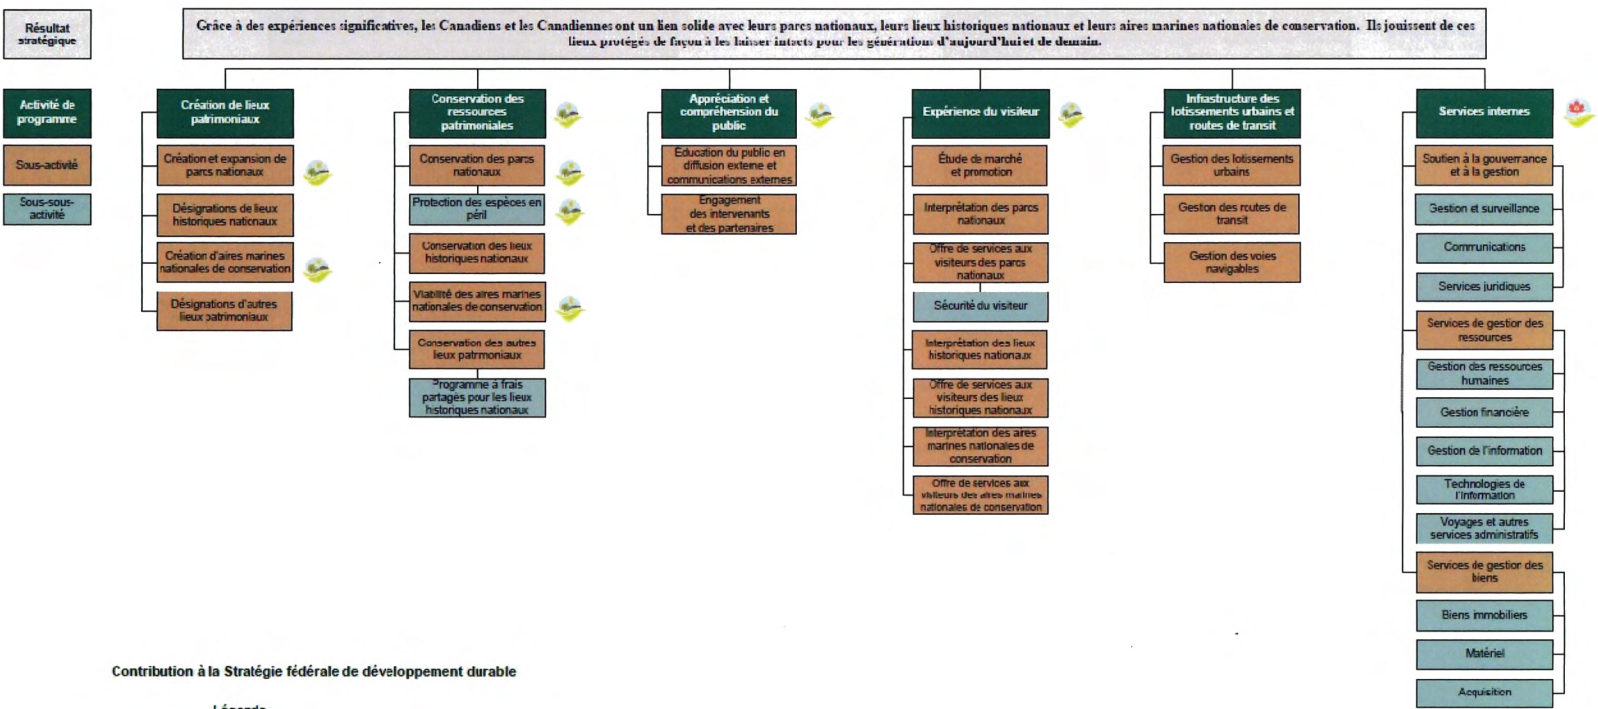 Résultat
stratégique
Grâce à des expériences significatives, les Canadiens et les Canadiennes ont un lien solide avec leurs parcs nationaux, leurs lieux historiques nationaux et leurs aires marines nationales de conservation. Ils jouissent de ces
lieux protégés de façon à les laisser intacts pour les générations d'aujourd'hui et de demain.
Activité de
programme
Sous-activité
Sous-sous-
activité
Création de lieux
patrimoniaux
Création et expansion de
parcs nationaux
Désignations de lieux
historiques nationaux
Création d'aires marines
nationales de conservation
Désignations d'autres
lieux patrimoniaux
Conservation des
ressources
patrimoniales
Conservation des parcs
nationaux
Protection des espèces en
péril
Conservation des lieux
historiques nationaux
Viabilité des aires marines
nationales de conservation
Conservation des autres
lieux patrimoniaux
Programme à frais
partagés pour les lieux
historiques nationaux
Appréciation et
compréhension du
public
Éducation du public en
diffusion externe et
communications externes
Engagement
des intervenants
et des partenaires
Expérience du visiteur
Étude de marché
et promotion
Interprétation des parcs
nationaux
Offre de services aux
visiteurs des parcs
nationaux
Sécurité du visiteur
Interprétation des lieux
historiques nationaux
Offre de services aux
visiteurs des lieux
historiques nationaux
Interprétation des aires
marines nationales de
conservation
Offre de services aux
visiteurs des aires marines
nationales de conservation
Infrastructure des
lotissements urbains et
routes de transit
Gestion des lotissements
urbains
Gestion des routes de
transit
Gestion des voies
navigables
Services internes
Soutien à la gouvernance
et à la gestion
Gestion et surveillance
Communications
Services juridiques
Services de gestion des
ressources
Gestion des ressources
humaines
Gestion financière
Gestion de l'information
Technologies de
l'information
Voyages et autres
services administratifs
Services de gestion des
biens
Biens immobiliers
Matériel
Acquisition
Contribution à la Stratégie fédérale de développement durable
Légende